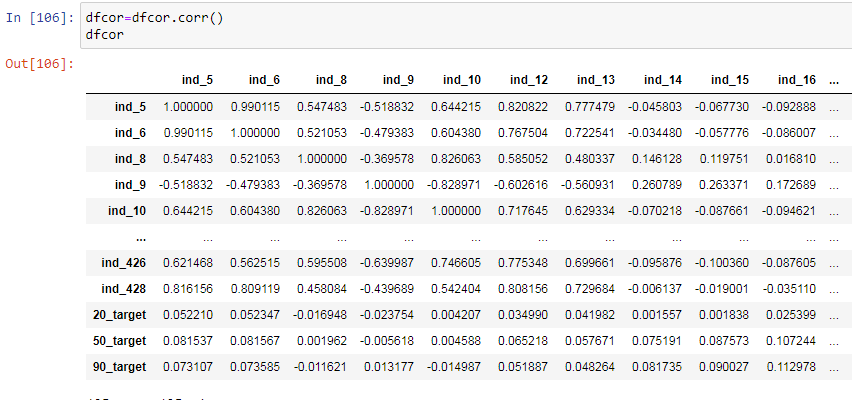 In [106]: dfcor=dfcor.corr()
dfcor
Out[106]:
ind_5 ind_6 ind_8 ind_9 ind_10 ind_12 ind_13 ind_14 ind_15 ind_16 ...
ind_5 1.000000 0.990115 0.547483 -0.518832 0.644215 0.820822 0.777479 -0.045803 -0.067730 -0.092888 ...
ind_6 0.990115 1.000000 0.521053 -0.479383 0.604380 0.767504 0.722541 -0.034480 -0.057776 -0.086007 ...
ind_8 0.547483 0.521053 1.000000 -0.369578 0.826063 0.585052 0.480337 0.146128 0.119751 0.016810 ...
ind_9 -0.518832 -0.479383 -0.369578 1.000000 -0.828971 -0.602616 -0.560931 0.260789 0.263371 0.172689 ...
ind_10 0.644215 0.604380 0.826063 -0.828971 1.000000 0.717645 0.629334 -0.070218 -0.087661 -0.094621 ...
... ... ... ... ... ... ... ... ... ... ... ...
ind_426 0.621468 0.562515 0.595508 -0.639987 0.746605 0.775348 0.699661 -0.095876 -0.100360 -0.087605 ...
ind_428 0.816156 0.809119 0.458084 -0.439689 0.542404 0.808156 0.729684 -0.006137 -0.019001 -0.035110 ...
20_target 0.052210 0.052347 -0.016948 -0.023754 0.004207 0.034990 0.041982 0.001557 0.001838 0.025399 ...
50_target 0.081537 0.081567 0.001962 -0.005618 0.004588 0.065218 0.057671 0.075191 0.087573 0.107244 ...
90_target 0.073107 0.073585 -0.011621 0.013177 -0.014987 0.051887 0.048264 0.081735 0.090027 0.112978 ...